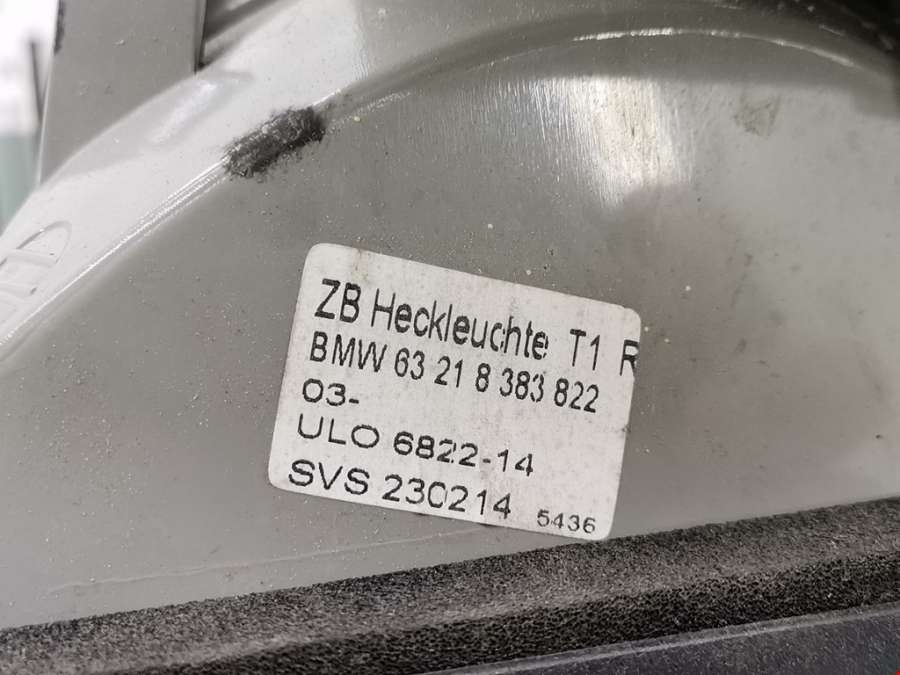 ZB Heckleuchte T1 R
BMW 63 21 8 383 822
03-
ULO 6822-14
SVS 230214 5436